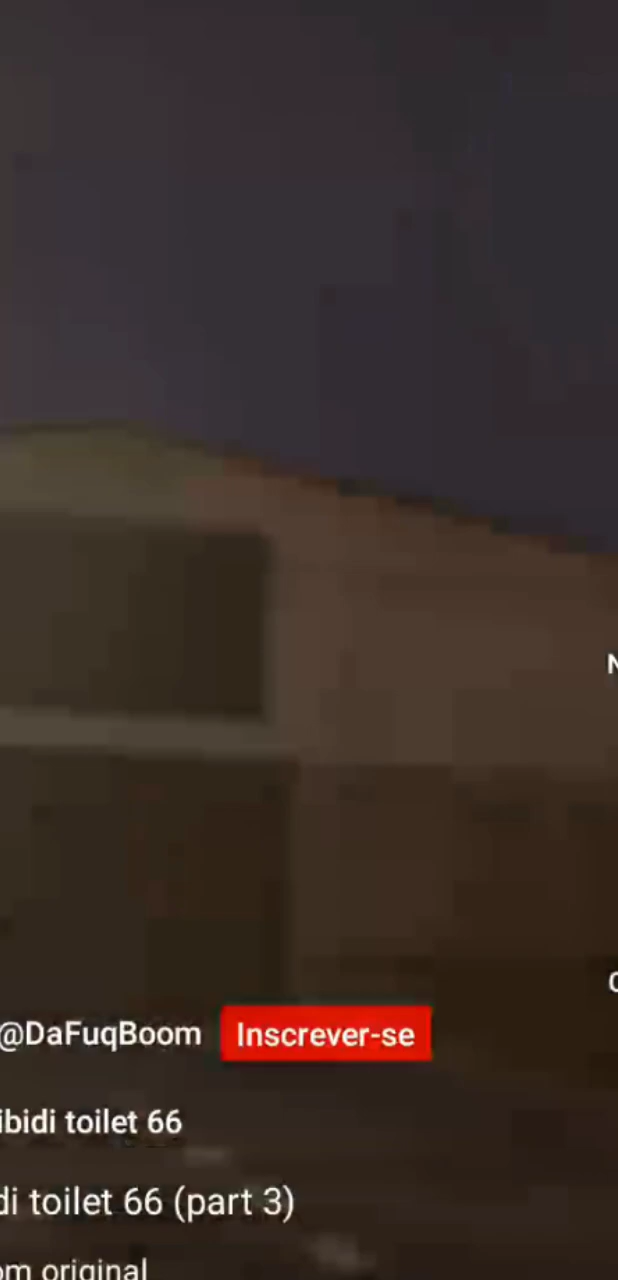 N
@DaFuqBoom Inscrever-se
ibidi toilet 66
di toilet 66 (part 3)
om original